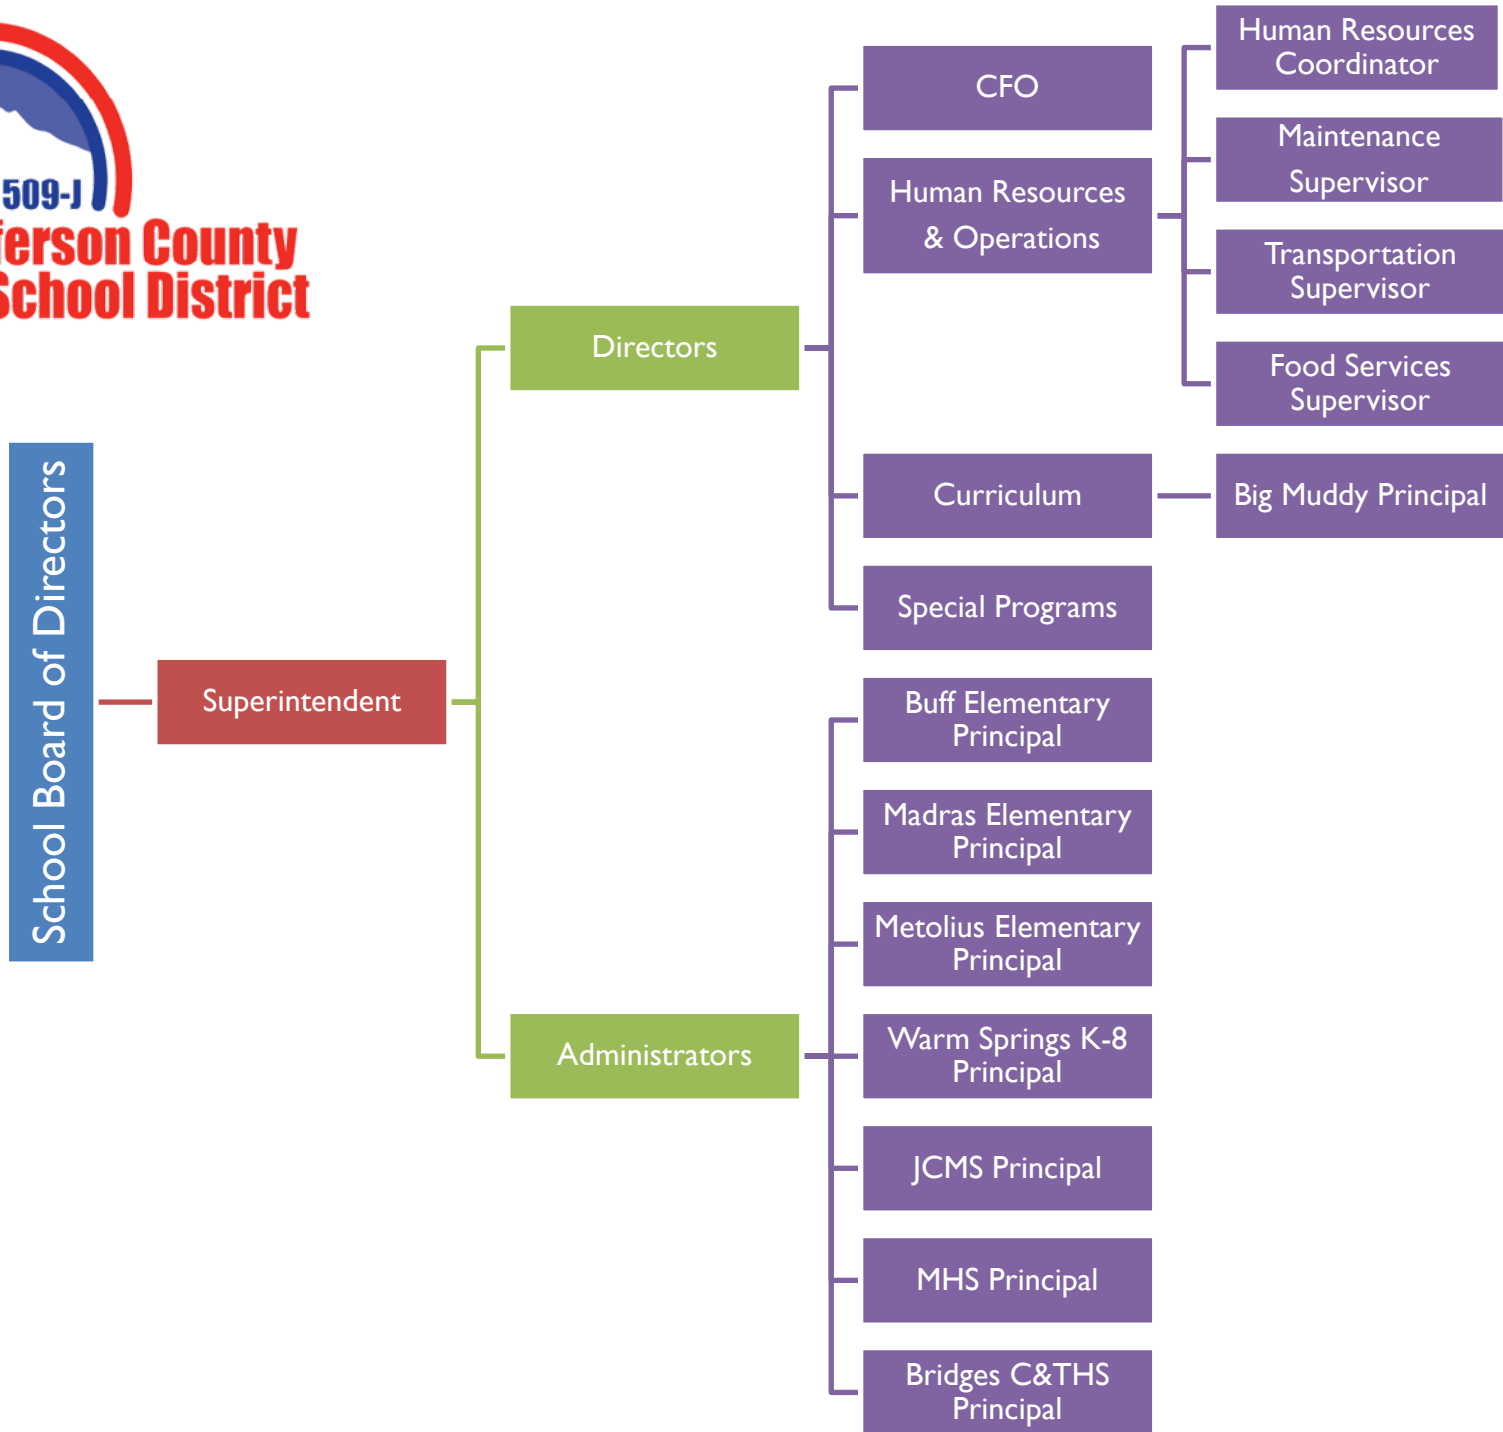 509-J
School District
School Board of Directors
Superintendent
Directors
Administrators
CFO
Human Resources
& Operations
Curriculum
Special Programs
Buff Elementary
Principal
Madras Elementary
Principal
Metolius Elementary
Principal
Warm Springs K-8
Principal
JCMS Principal
MHS Principal
Bridges C&THS
Principal
Human Resources
Coordinator
Maintenance
Supervisor
Transportation
Supervisor
Food Services
Supervisor
Big Muddy Principal